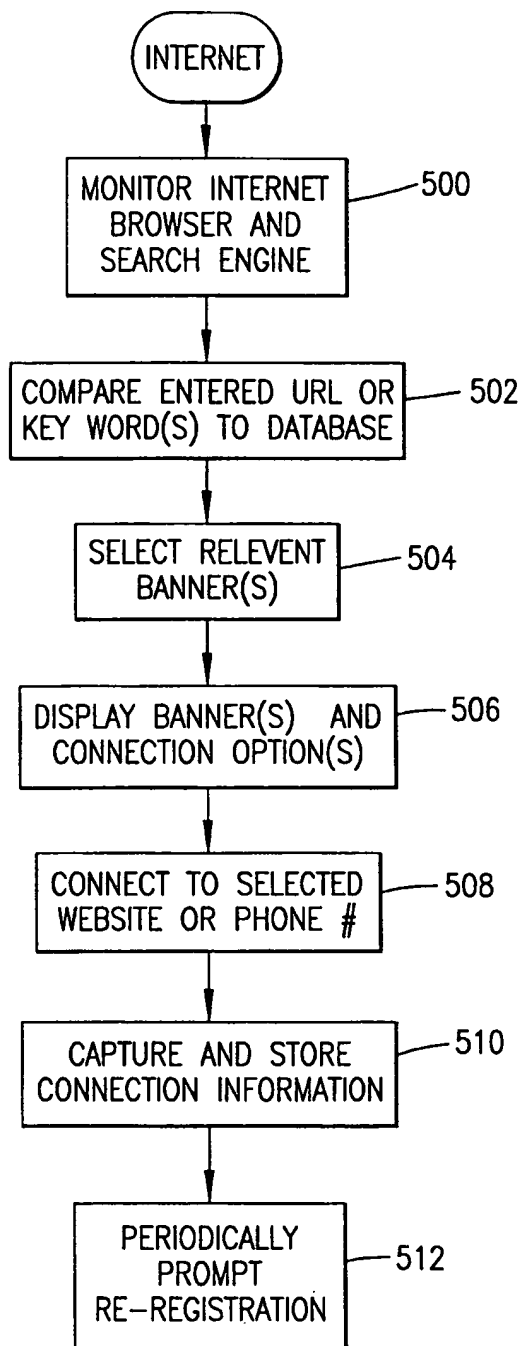 INTERNET
MONITOR INTERNET
BROWSER AND
SEARCH ENGINE
500
COMPARE ENTERED URL OR
KEY WORD(S) TO DATABASE
502
SELECT RELEVENT
BANNER(S)
504
DISPLAY BANNER(S) AND
CONNECTION OPTION(S)
506
CONNECT TO SELECTED
WEBSITE OR PHONE #
508
CAPTURE AND STORE
CONNECTION INFORMATION
510
PERIODICALLY
PROMPT
RE-REGISTRATION
512